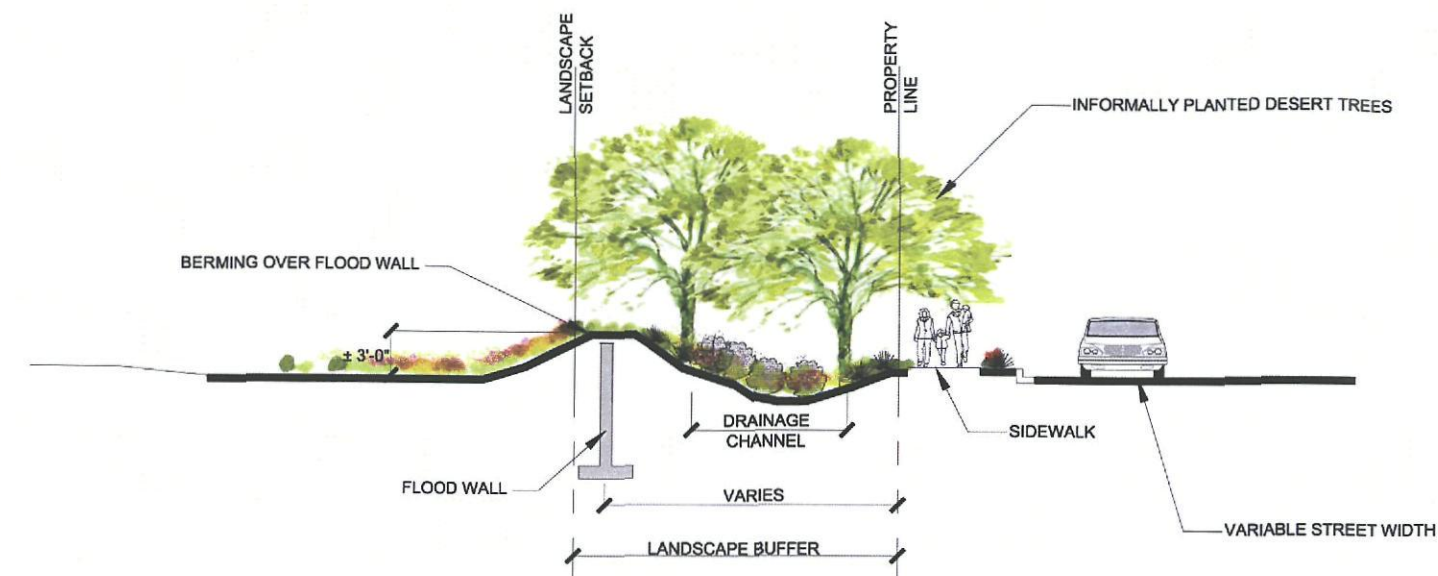 LANDSCAPE
SETBACK
PROPERTY
LINE
INFORMALLY PLANTED DESERT TREES
BERMING OVER FLOOD WALL
± 3'-0"
DRAINAGE
CHANNEL
SIDEWALK
FLOOD WALL
VARIES
VARIABLE STREET WIDTH
LANDSCAPE BUFFER